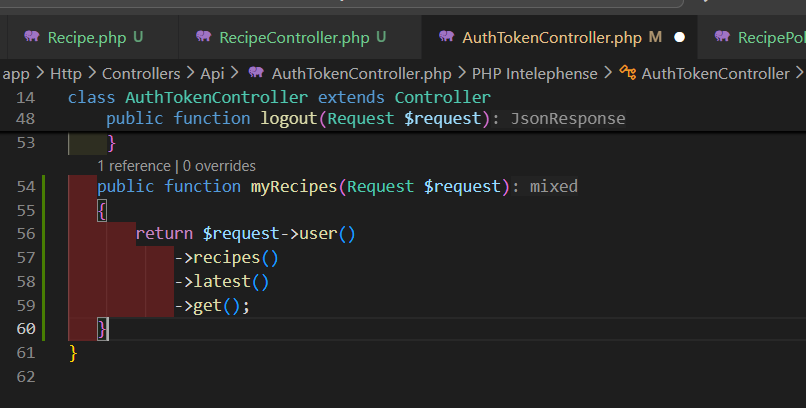 Recipe.php U
RecipeController.php U
AuthTokenController.php M
RecipePol
app > Http > Controllers > Api > AuthTokenController.php > PHP Intelephense > AuthTokenController >
14 class AuthTokenController extends Controller
48 public function logout(Request $request): JsonResponse
53 }
1 reference | 0 overrides
54 public function myRecipes(Request $request): mixed
55 {
56 return $request->user()
57 ->recipes()
58 ->latest()
59 ->get();
60 }
61 }
62